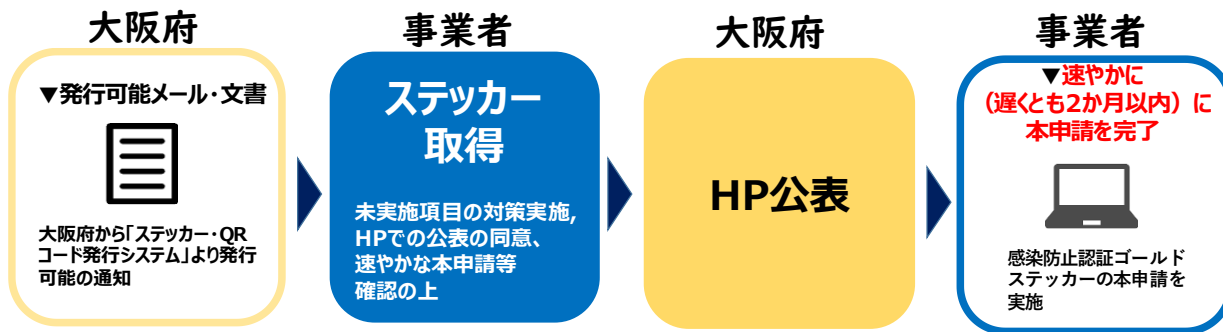 大阪府
▼発行可能メール・文書
大阪府から「ステッカー・QR
コード発行システム」より発行
可能の通知
事業者
ステッカー
取得
未実施項目の対策実施,
HPでの公表の同意、
速やかな本申請等
確認の上
大阪府
HP公表
事業者
▼速やかに
（遅くとも2か月以内）に
本申請を完了
感染防止認証ゴールド
ステッカーの本申請を
実施